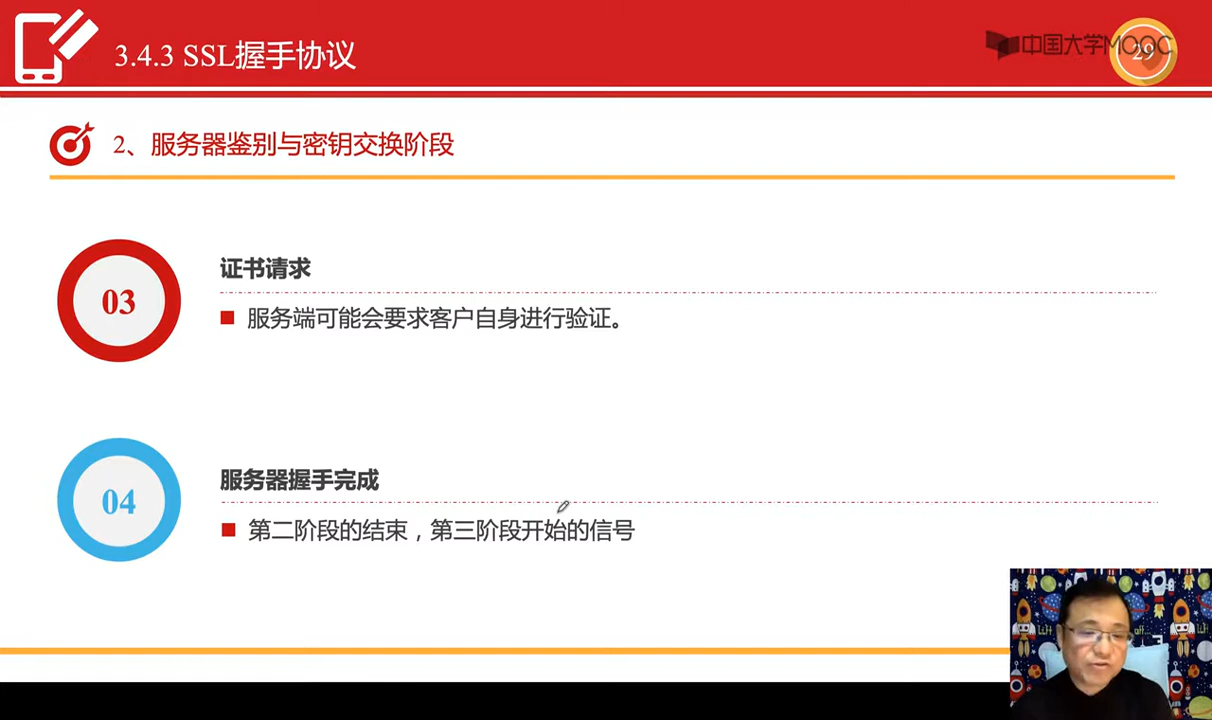 3.4.3 SSL握手协议
中国大学MOOC
29
2、服务器鉴别与密钥交换阶段
03
证书请求
服务端可能会要求客户自身进行验证。
04
服务器握手完成
第二阶段的结束，第三阶段开始的信号